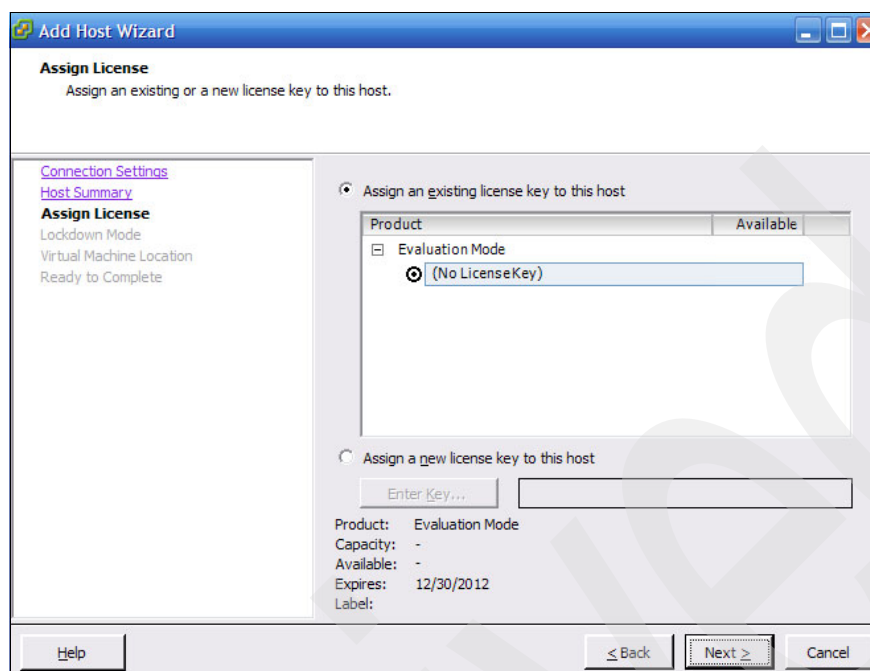 Add Host Wizard
Assign License
Assign an existing or a new license key to this host.
Connection Settings
Host Summary
Assign License
Lockdown Mode
Virtual Machine Location
Ready to Complete
Assign an existing license key to this host
Product Available
Evaluation Mode
(No License Key)
Assign a new license key to this host
Enter Key...
Product: Evaluation Mode
Capacity: -
Available: -
Expires: 12/30/2012
Label:
Help < Back Next > Cancel